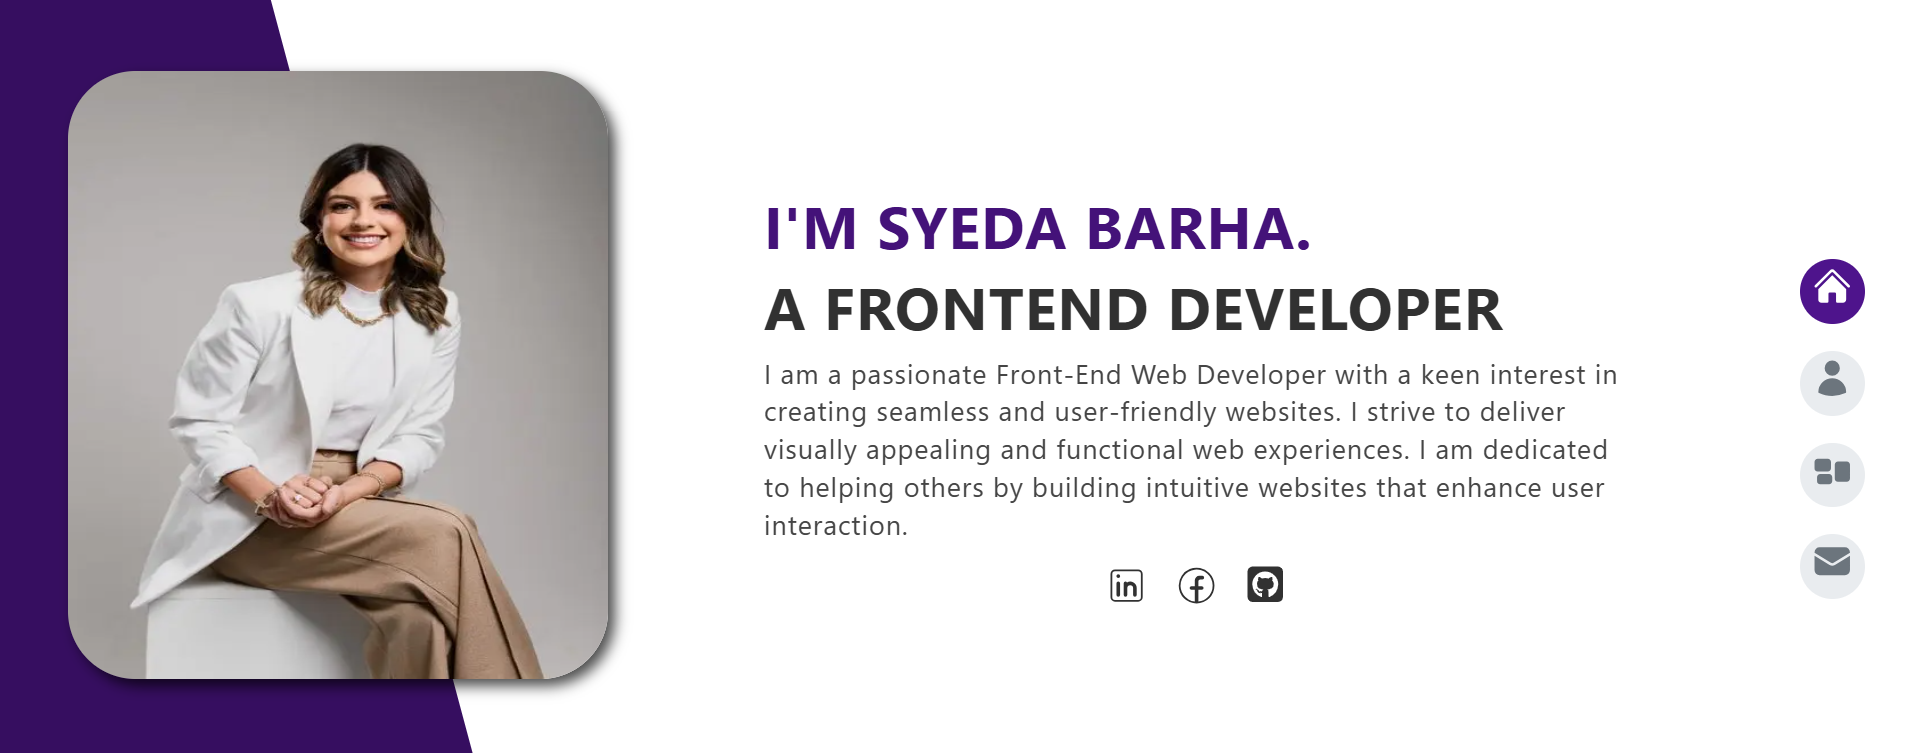 I'M SYEDA BARHA.
A FRONTEND DEVELOPER
I am a passionate Front-End Web Developer with a keen interest in
creating seamless and user-friendly websites. I strive to deliver
visually appealing and functional web experiences. I am dedicated
to helping others by building intuitive websites that enhance user
interaction.
in